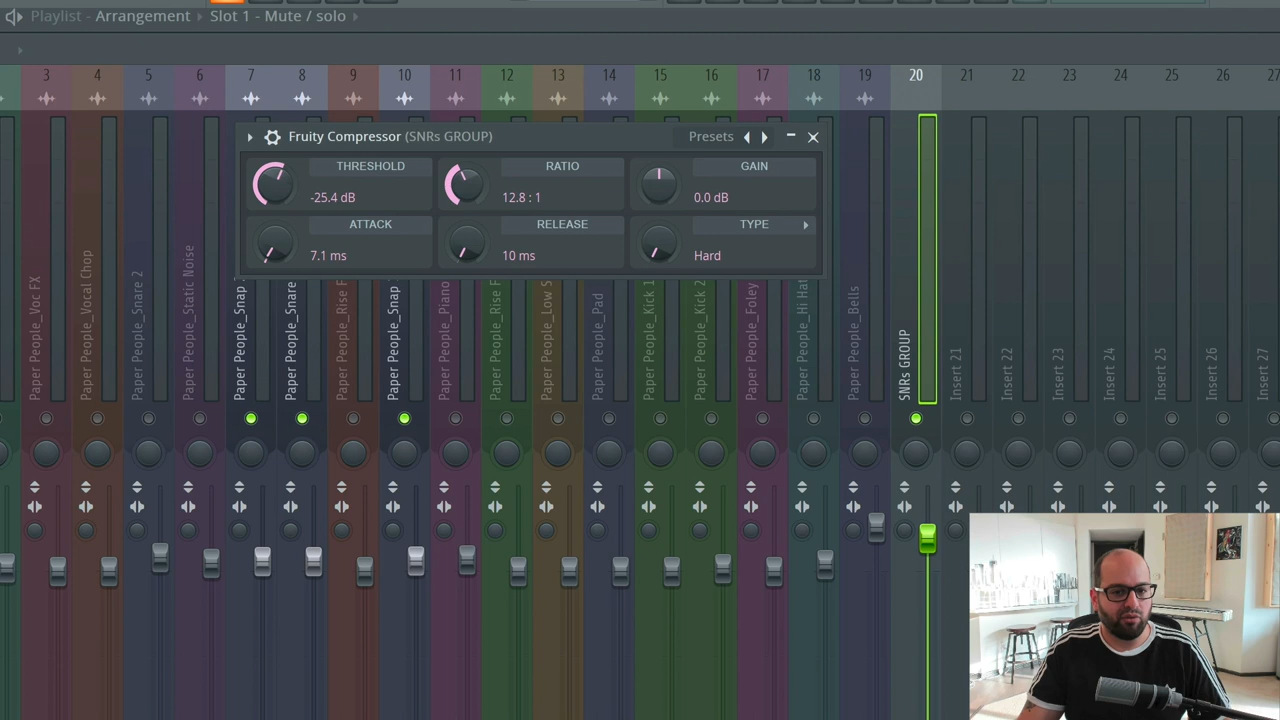 Playlist - Arrangement › Slot 1 - Mute / solo ›
3 4 5 6 7 8 9 10 11 12 13 14 15 16 17 18 19 20 21 22 23 24 25 26 27
Fruity Compressor (SNRs GROUP)
Presets
THRESHOLD
-25.4 dB
RATIO
12.8 : 1
GAIN
0.0 dB
ATTACK
7.1 ms
RELEASE
10 ms
TYPE
Hard
Paper People_Voc FX
Paper People_Vocal Chop
Paper People_Snare 2
Paper People_Static Noise
Paper People_Snap
Paper People_Snare
Paper People_Rise F
Paper People_Snap
Paper People_Piano
Paper People_Rise F
Paper People_Low S
Paper People_Pad
Paper People_Kick 1
Paper People_Kick 2
Paper People_Foley
Paper People_Hi Hat
Paper People_Bells
SNRs GROUP
Insert 21
Insert 22
Insert 23
Insert 24
Insert 25
Insert 26
Insert 27